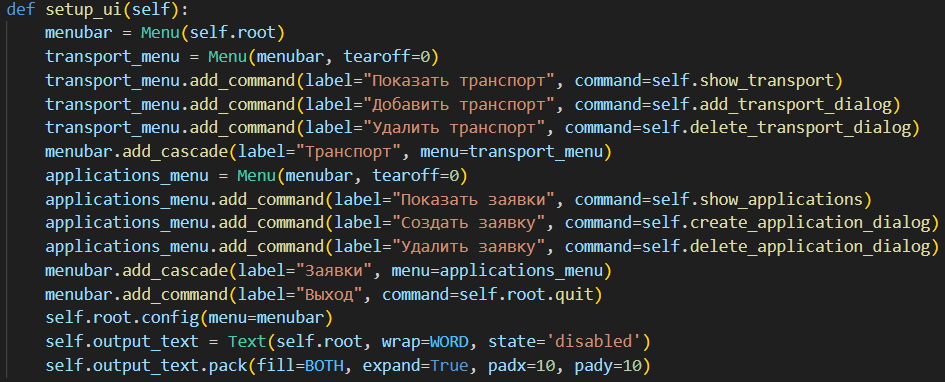 def setup_ui(self):
    menubar = Menu(self.root)
    transport_menu = Menu(menubar, tearoff=0)
    transport_menu.add_command(label="Показать транспорт", command=self.show_transport)
    transport_menu.add_command(label="Добавить транспорт", command=self.add_transport_dialog)
    transport_menu.add_command(label="Удалить транспорт", command=self.delete_transport_dialog)
    menubar.add_cascade(label="Транспорт", menu=transport_menu)
    applications_menu = Menu(menubar, tearoff=0)
    applications_menu.add_command(label="Показать заявки", command=self.show_applications)
    applications_menu.add_command(label="Создать заявку", command=self.create_application_dialog)
    applications_menu.add_command(label="Удалить заявку", command=self.delete_application_dialog)
    menubar.add_cascade(label="Заявки", menu=applications_menu)
    menubar.add_command(label="Выход", command=self.root.quit)
    self.root.config(menu=menubar)
    self.output_text = Text(self.root, wrap=WORD, state='disabled')
    self.output_text.pack(fill=BOTH, expand=True, padx=10, pady=10)